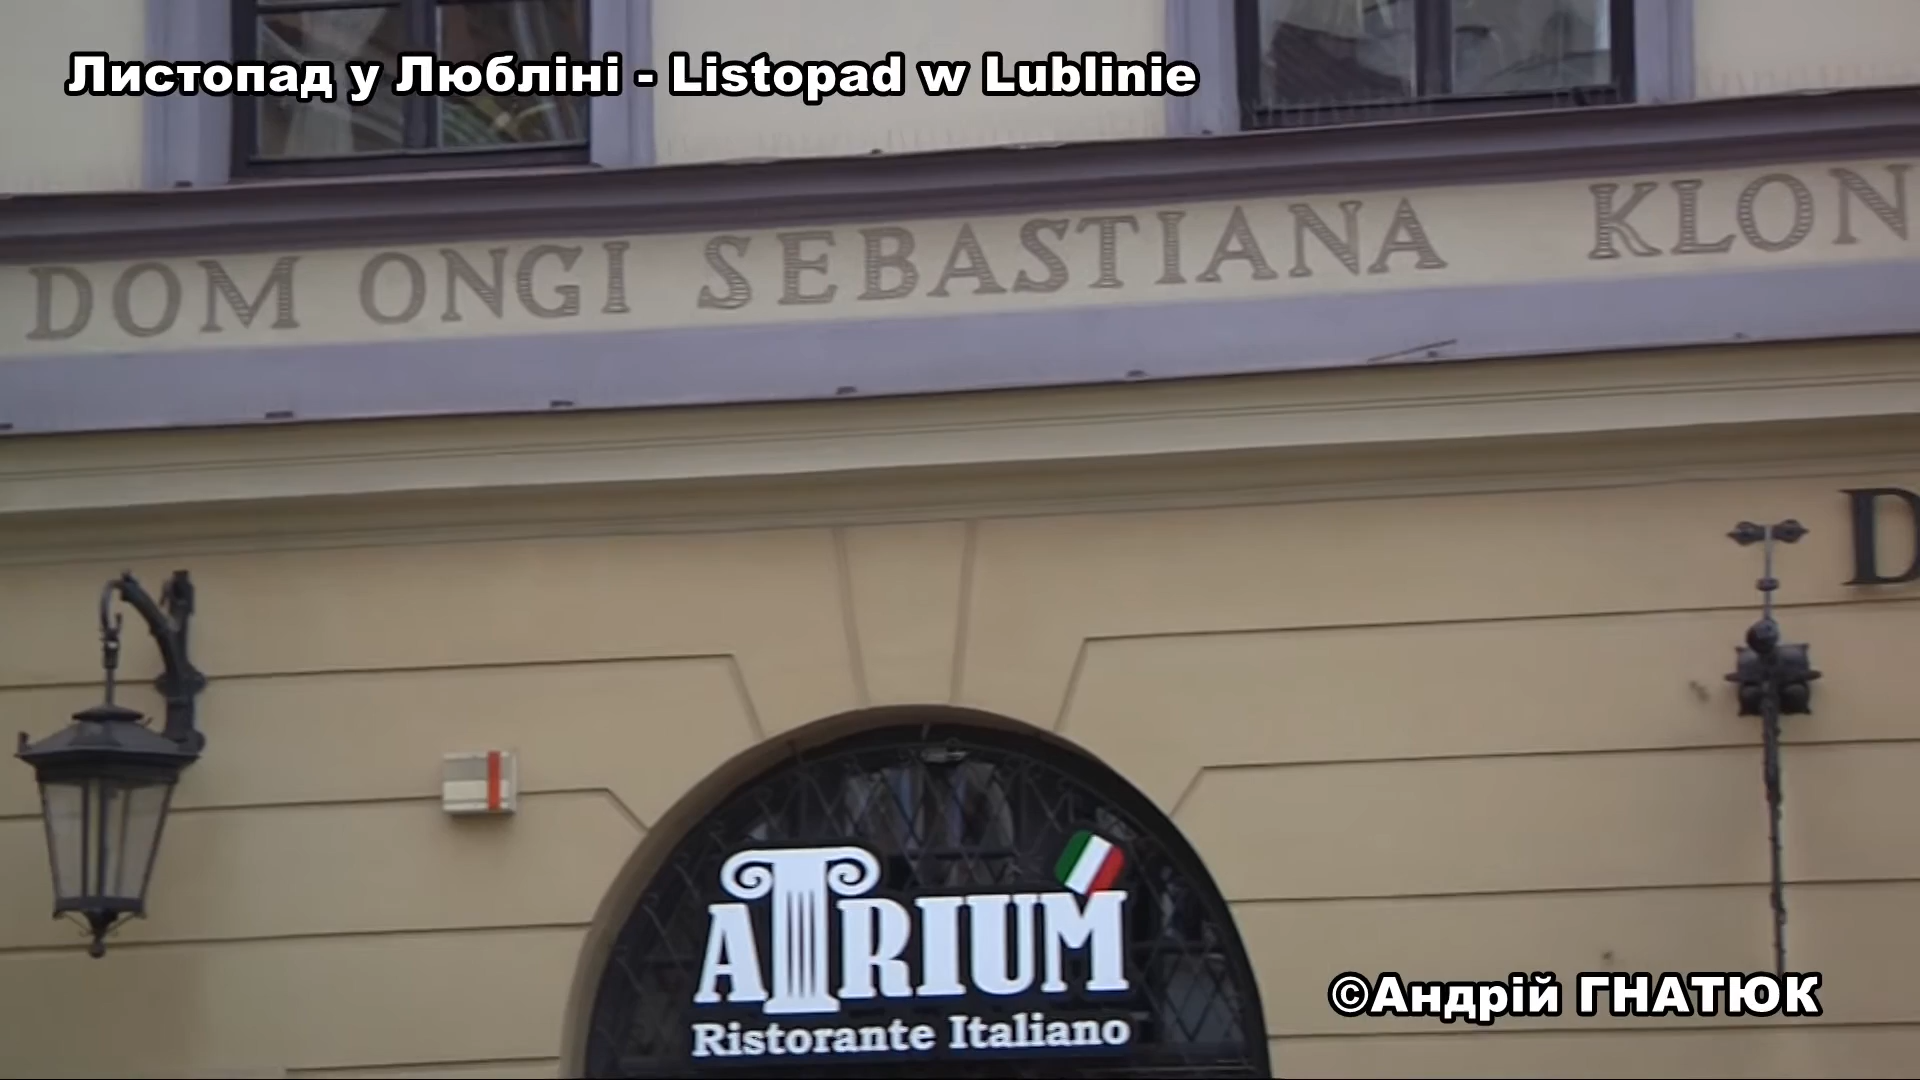 Листопад у Любліні - Listopad w Lublinie
DOM ONGI SEBASTIANA KLON
D
ATRIUM
Ristorante Italiano
©Андрій ГНАТЮК